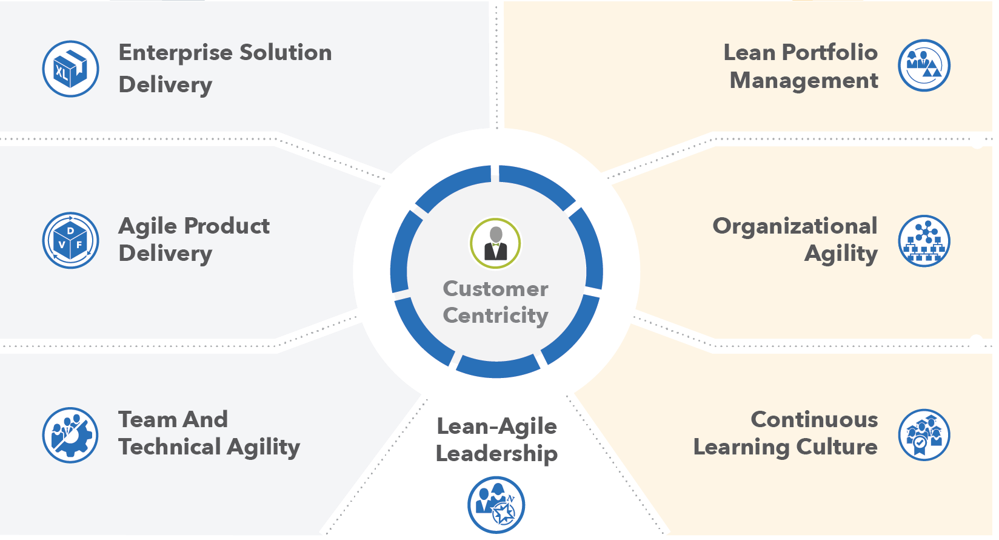 Enterprise Solution
Delivery
XL
Lean Portfolio
Management
Agile Product
Delivery
D
V F
Customer
Centricity
Organizational
Agility
Team And
Technical Agility
Lean–Agile
Leadership
N
Continuous
Learning Culture